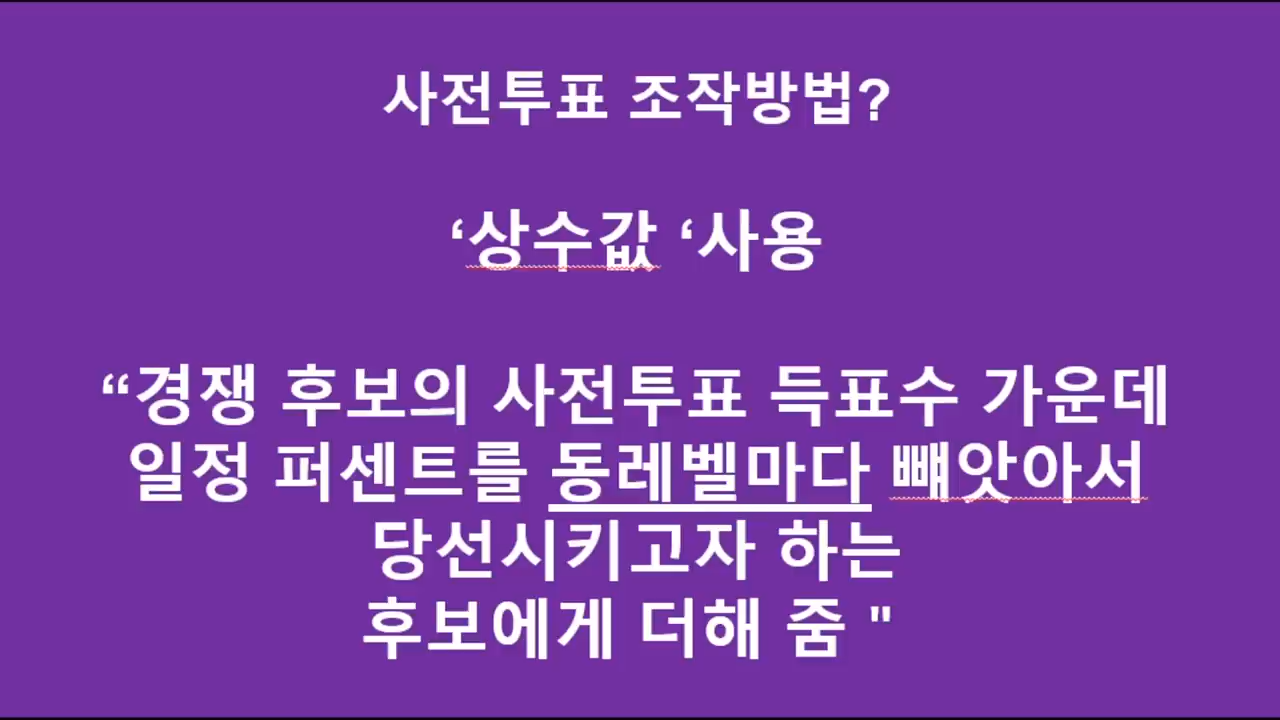 사전투표 조작방법?
‘상수값 ‘사용
“경쟁 후보의 사전투표 득표수 가운데
일정 퍼센트를 동레벨마다 빼앗아서
당선시키고자 하는
후보에게 더해 줌 "